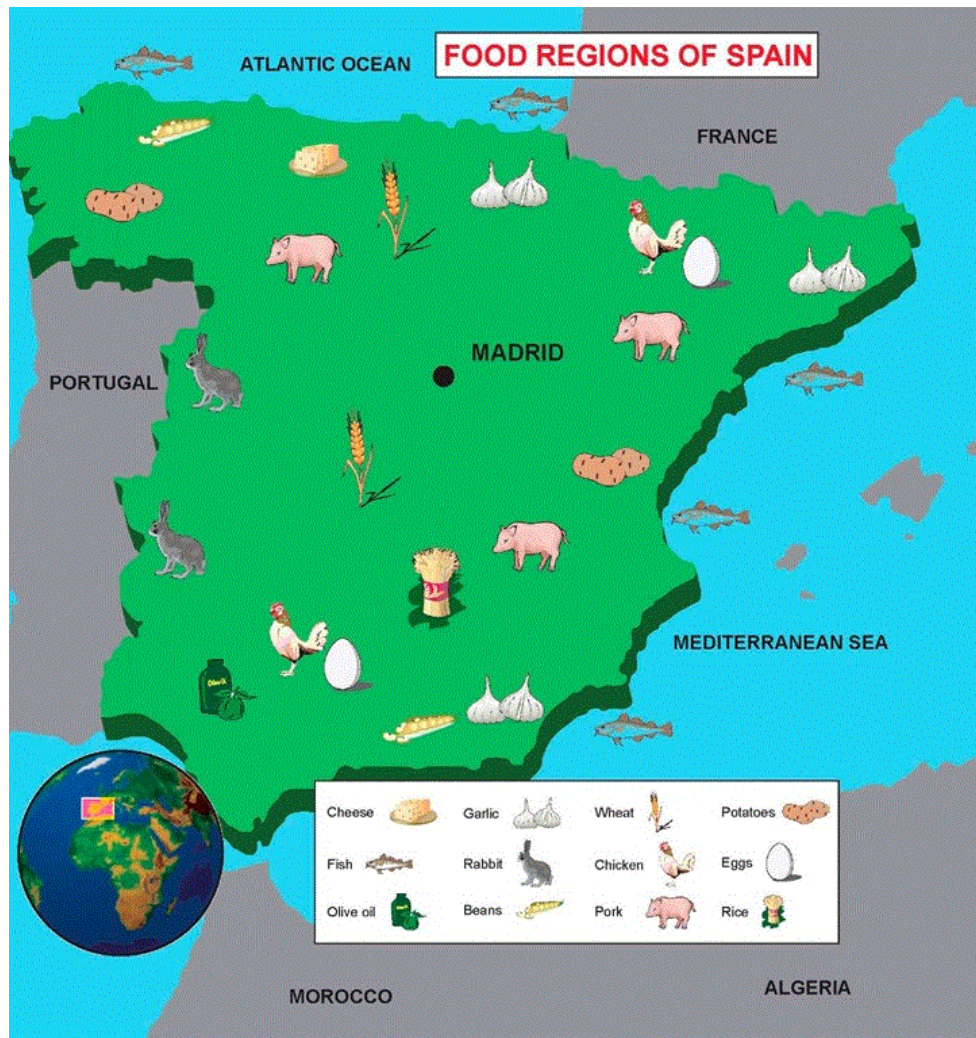 FOOD REGIONS OF SPAIN
ATLANTIC OCEAN
FRANCE
MADRID
PORTUGAL
MEDITERRANEAN SEA
Cheese Garlic Wheat Potatoes
Fish Rabbit Chicken Eggs
Olive oil Beans Pork Rice
MOROCCO
ALGERIA